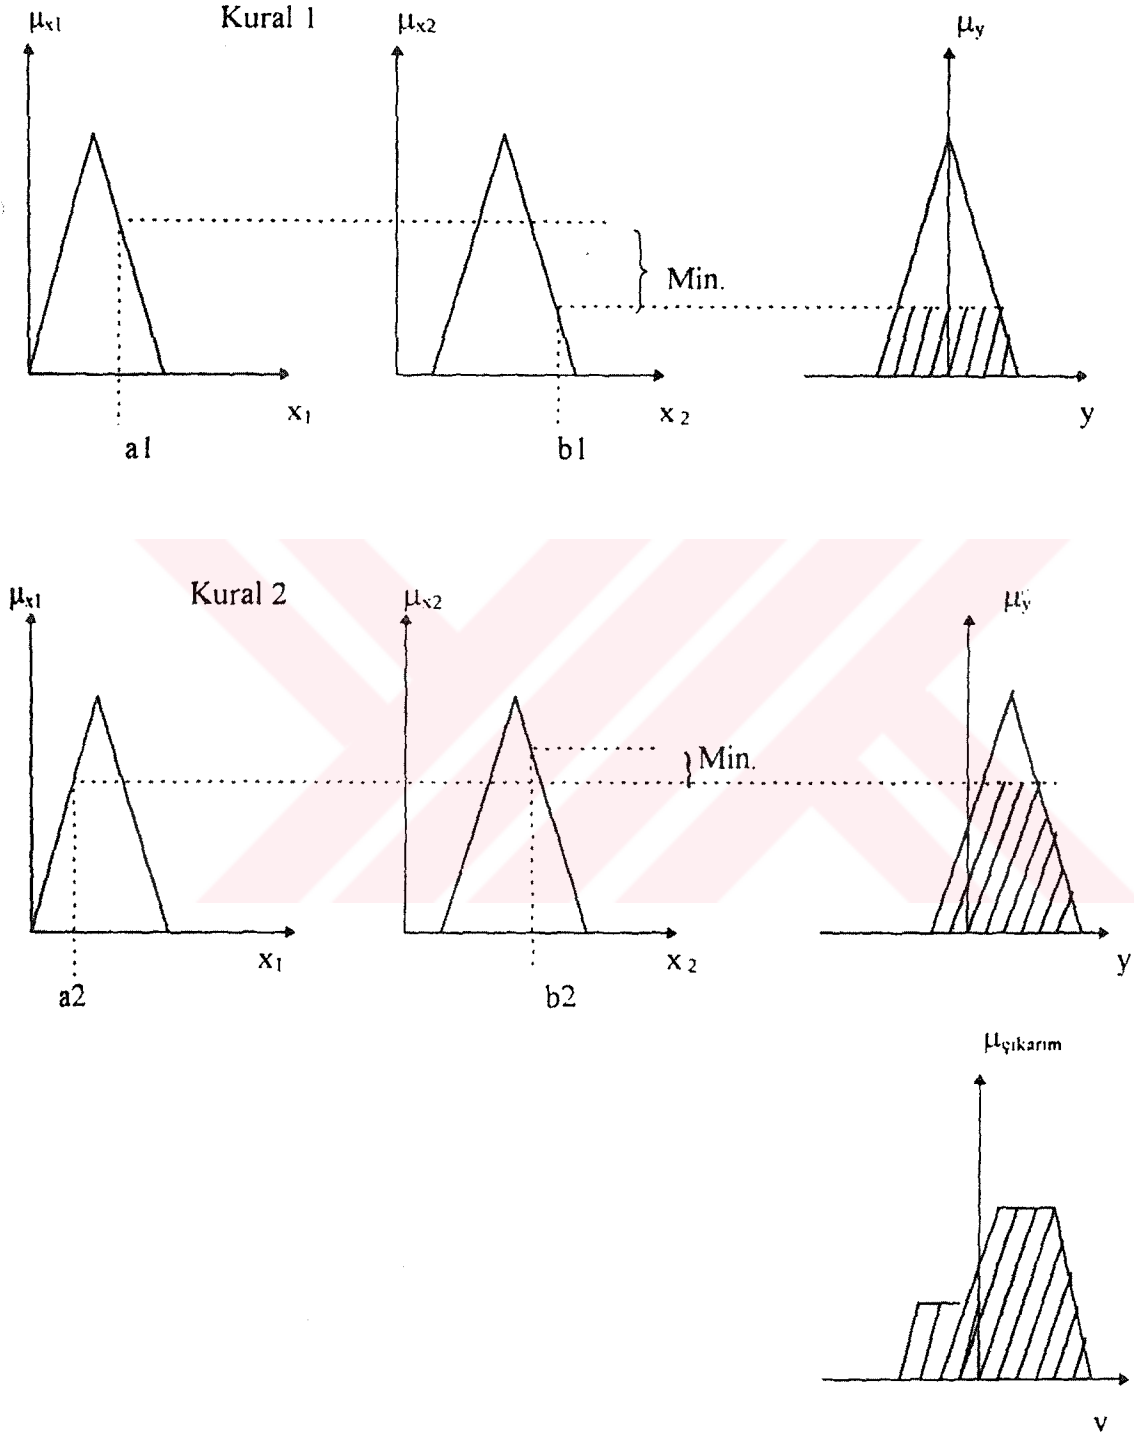 μx1 Kural 1 μx2 μy
Min.
x1 x2 y
a1 b1
μx1 Kural 2 μx2 μy
Min.
x1 x2 y
a2 b2
μçıkarım
v